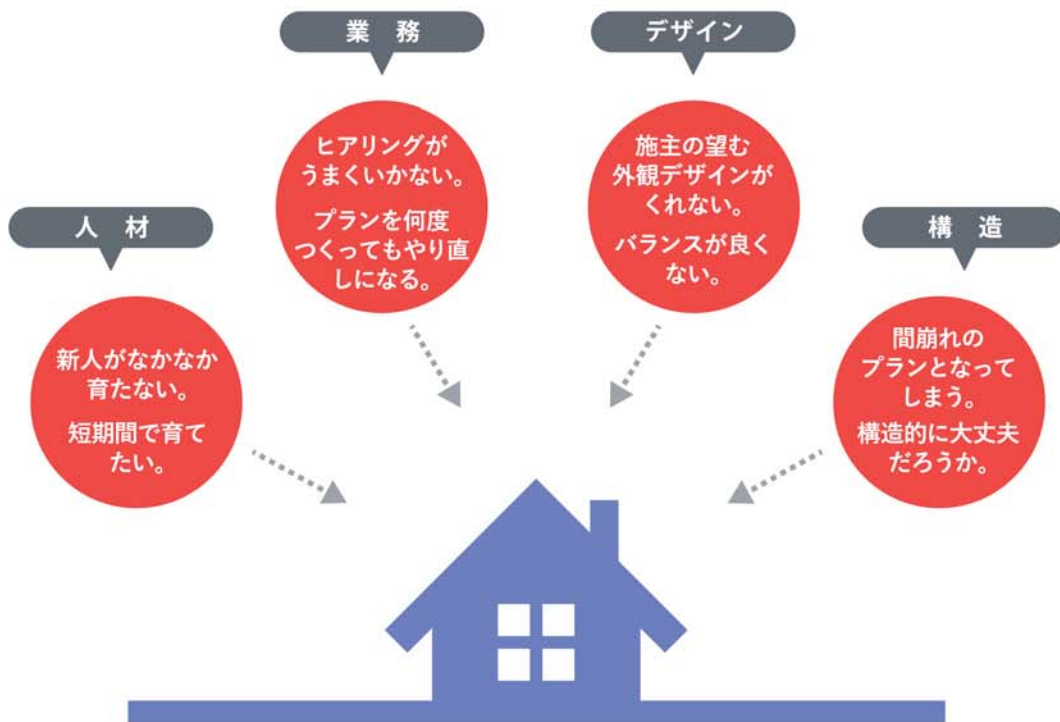 人 材
新人がなかなか
育たない。
短期間で育て
たい。
業 務
ヒアリングが
うまくいかない。
プランを何度
つくってもやり直
しになる。
デザイン
施主の望む
外観デザインが
くれない。
バランスが良く
ない。
構 造
間崩れの
プランとなって
しまう。
構造的に大丈夫
だろうか。